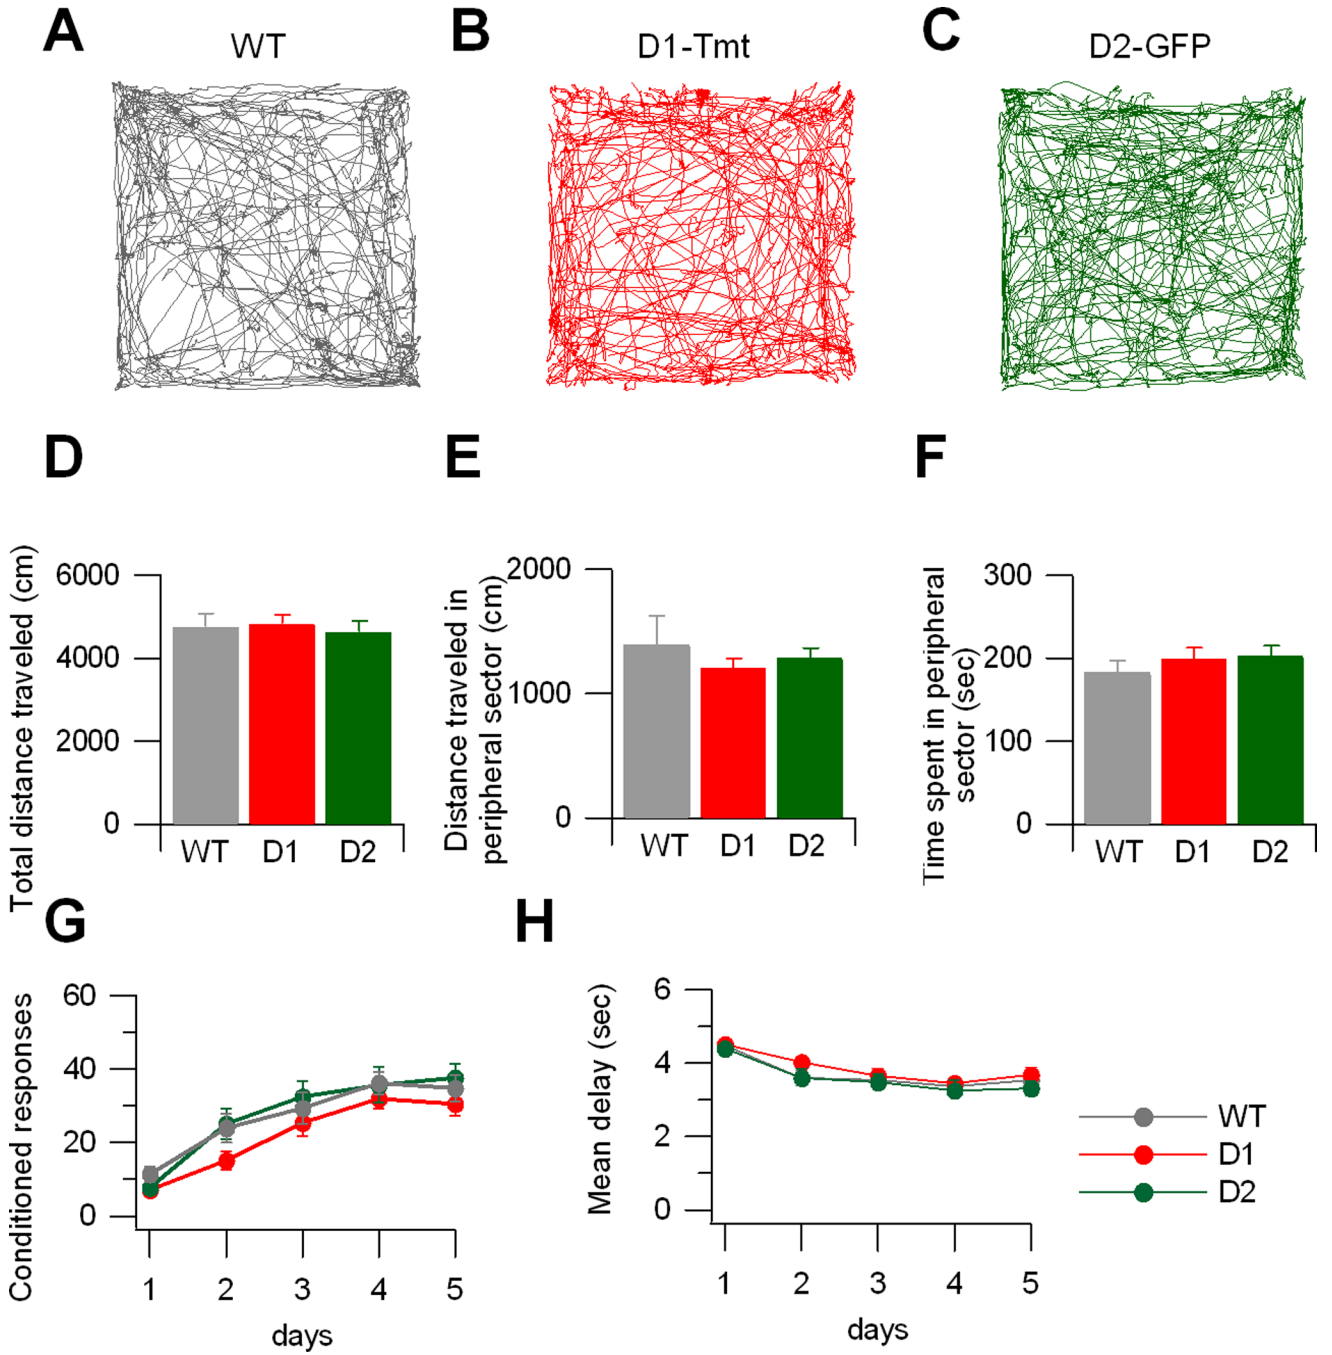 A
WT
B
D1-Tmt
C
D2-GFP
D
Total distance traveled (cm)
6000
4000
2000
0
WT
D1
D2
E
Distance traveled in
peripheral sector (cm)
2000
1000
0
WT
D1
D2
F
Time spent in peripheral
sector (sec)
300
200
100
0
WT
D1
D2
G
Conditioned responses
60
40
20
0
1
2
3
4
5
days
H
Mean delay (sec)
6
4
2
0
1
2
3
4
5
days
WT
D1
D2